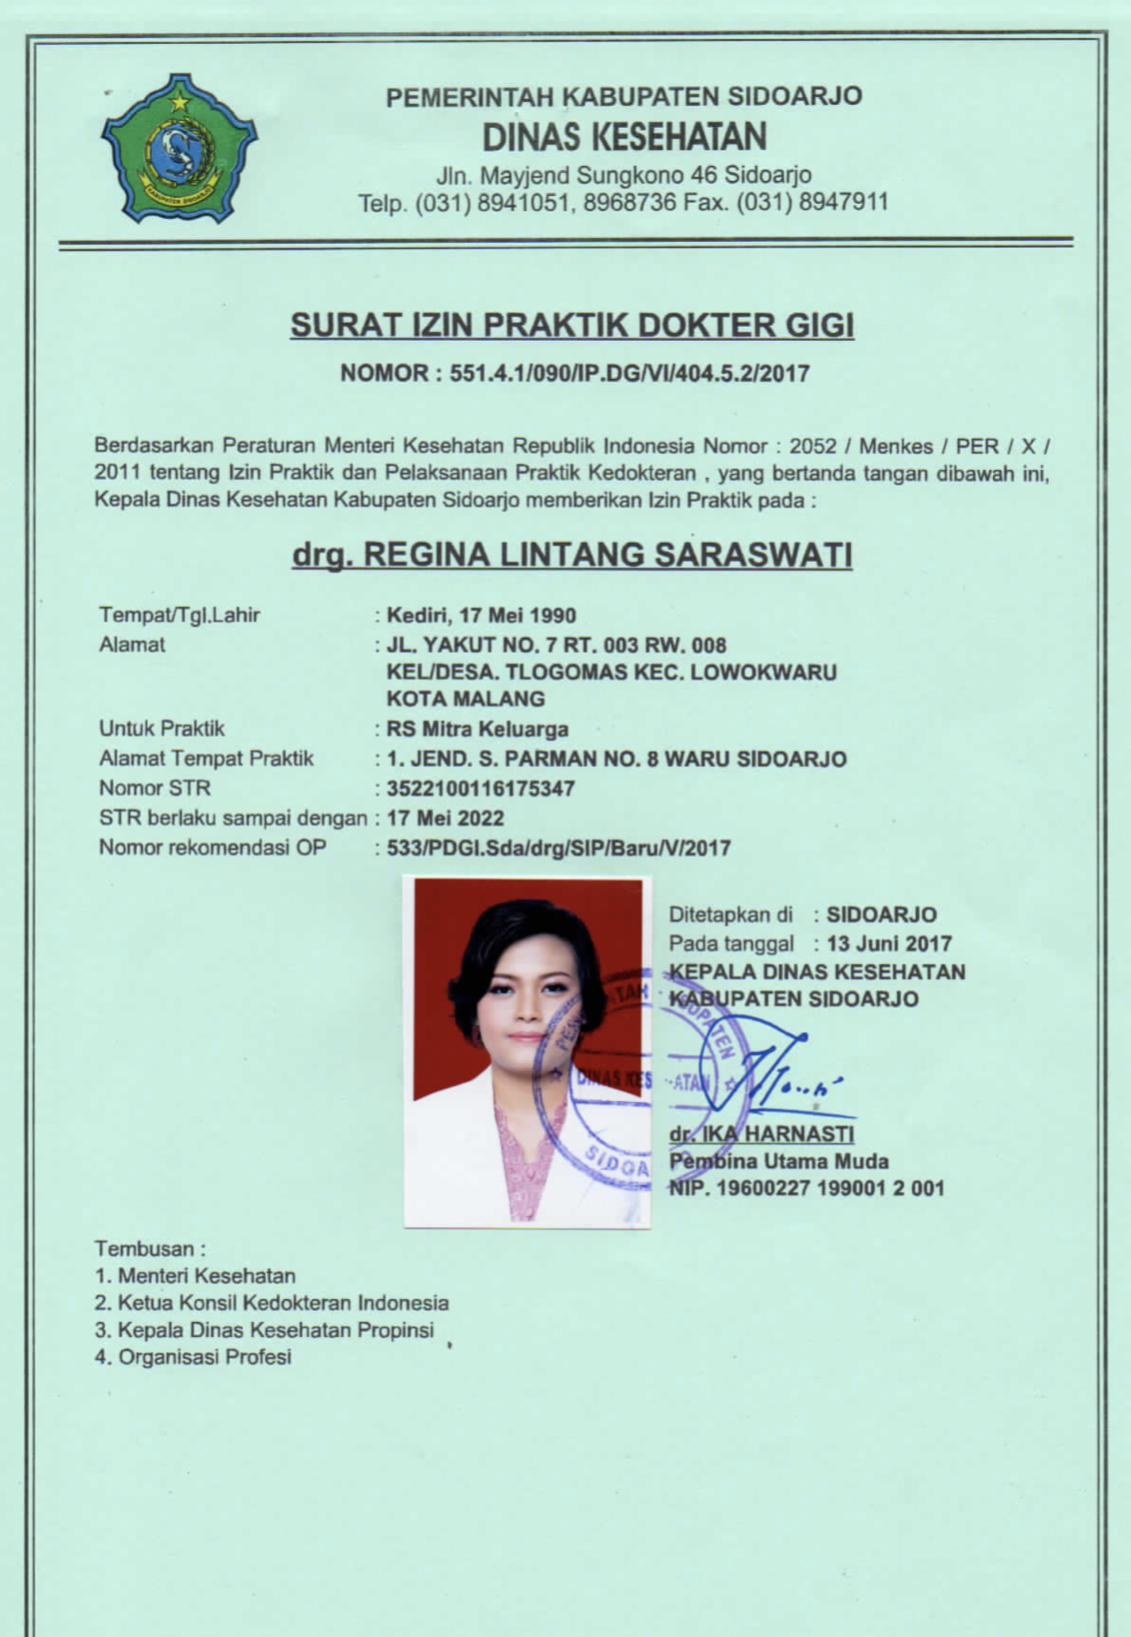 PEMERINTAH KABUPATEN SIDOARJO
DINAS KESEHATAN
Jln. Mayjend Sungkono 46 Sidoarjo
Telp. (031) 8941051, 8968736 Fax. (031) 8947911
KABUPATEN SIDOARJO
SURAT IZIN PRAKTIK DOKTER GIGI
NOMOR : 551.4.1/090/IP.DG/VI/404.5.2/2017
Berdasarkan Peraturan Menteri Kesehatan Republik Indonesia Nomor : 2052 / Menkes / PER / X /
2011 tentang Izin Praktik dan Pelaksanaan Praktik Kedokteran , yang bertanda tangan dibawah ini,
Kepala Dinas Kesehatan Kabupaten Sidoarjo memberikan Izin Praktik pada :
drg. REGINA LINTANG SARASWATI
Tempat/Tgl.Lahir : Kediri, 17 Mei 1990
Alamat : JL. YAKUT NO. 7 RT. 003 RW. 008
KEL/DESA. TLOGOMAS KEC. LOWOKWARU
KOTA MALANG
Untuk Praktik : RS Mitra Keluarga
Alamat Tempat Praktik : 1. JEND. S. PARMAN NO. 8 WARU SIDOARJO
Nomor STR : 3522100116175347
STR berlaku sampai dengan : 17 Mei 2022
Nomor rekomendasi OP : 533/PDGI.Sda/drg/SIP/Baru/V/2017
Ditetapkan di : SIDOARJO
Pada tanggal : 13 Juni 2017
KEPALA DINAS KESEHATAN
KABUPATEN SIDOARJO
dr. IKA HARNASTI
Pembina Utama Muda
NIP. 19600227 199001 2 001
Tembusan :
1. Menteri Kesehatan
2. Ketua Konsil Kedokteran Indonesia
3. Kepala Dinas Kesehatan Propinsi
4. Organisasi Profesi